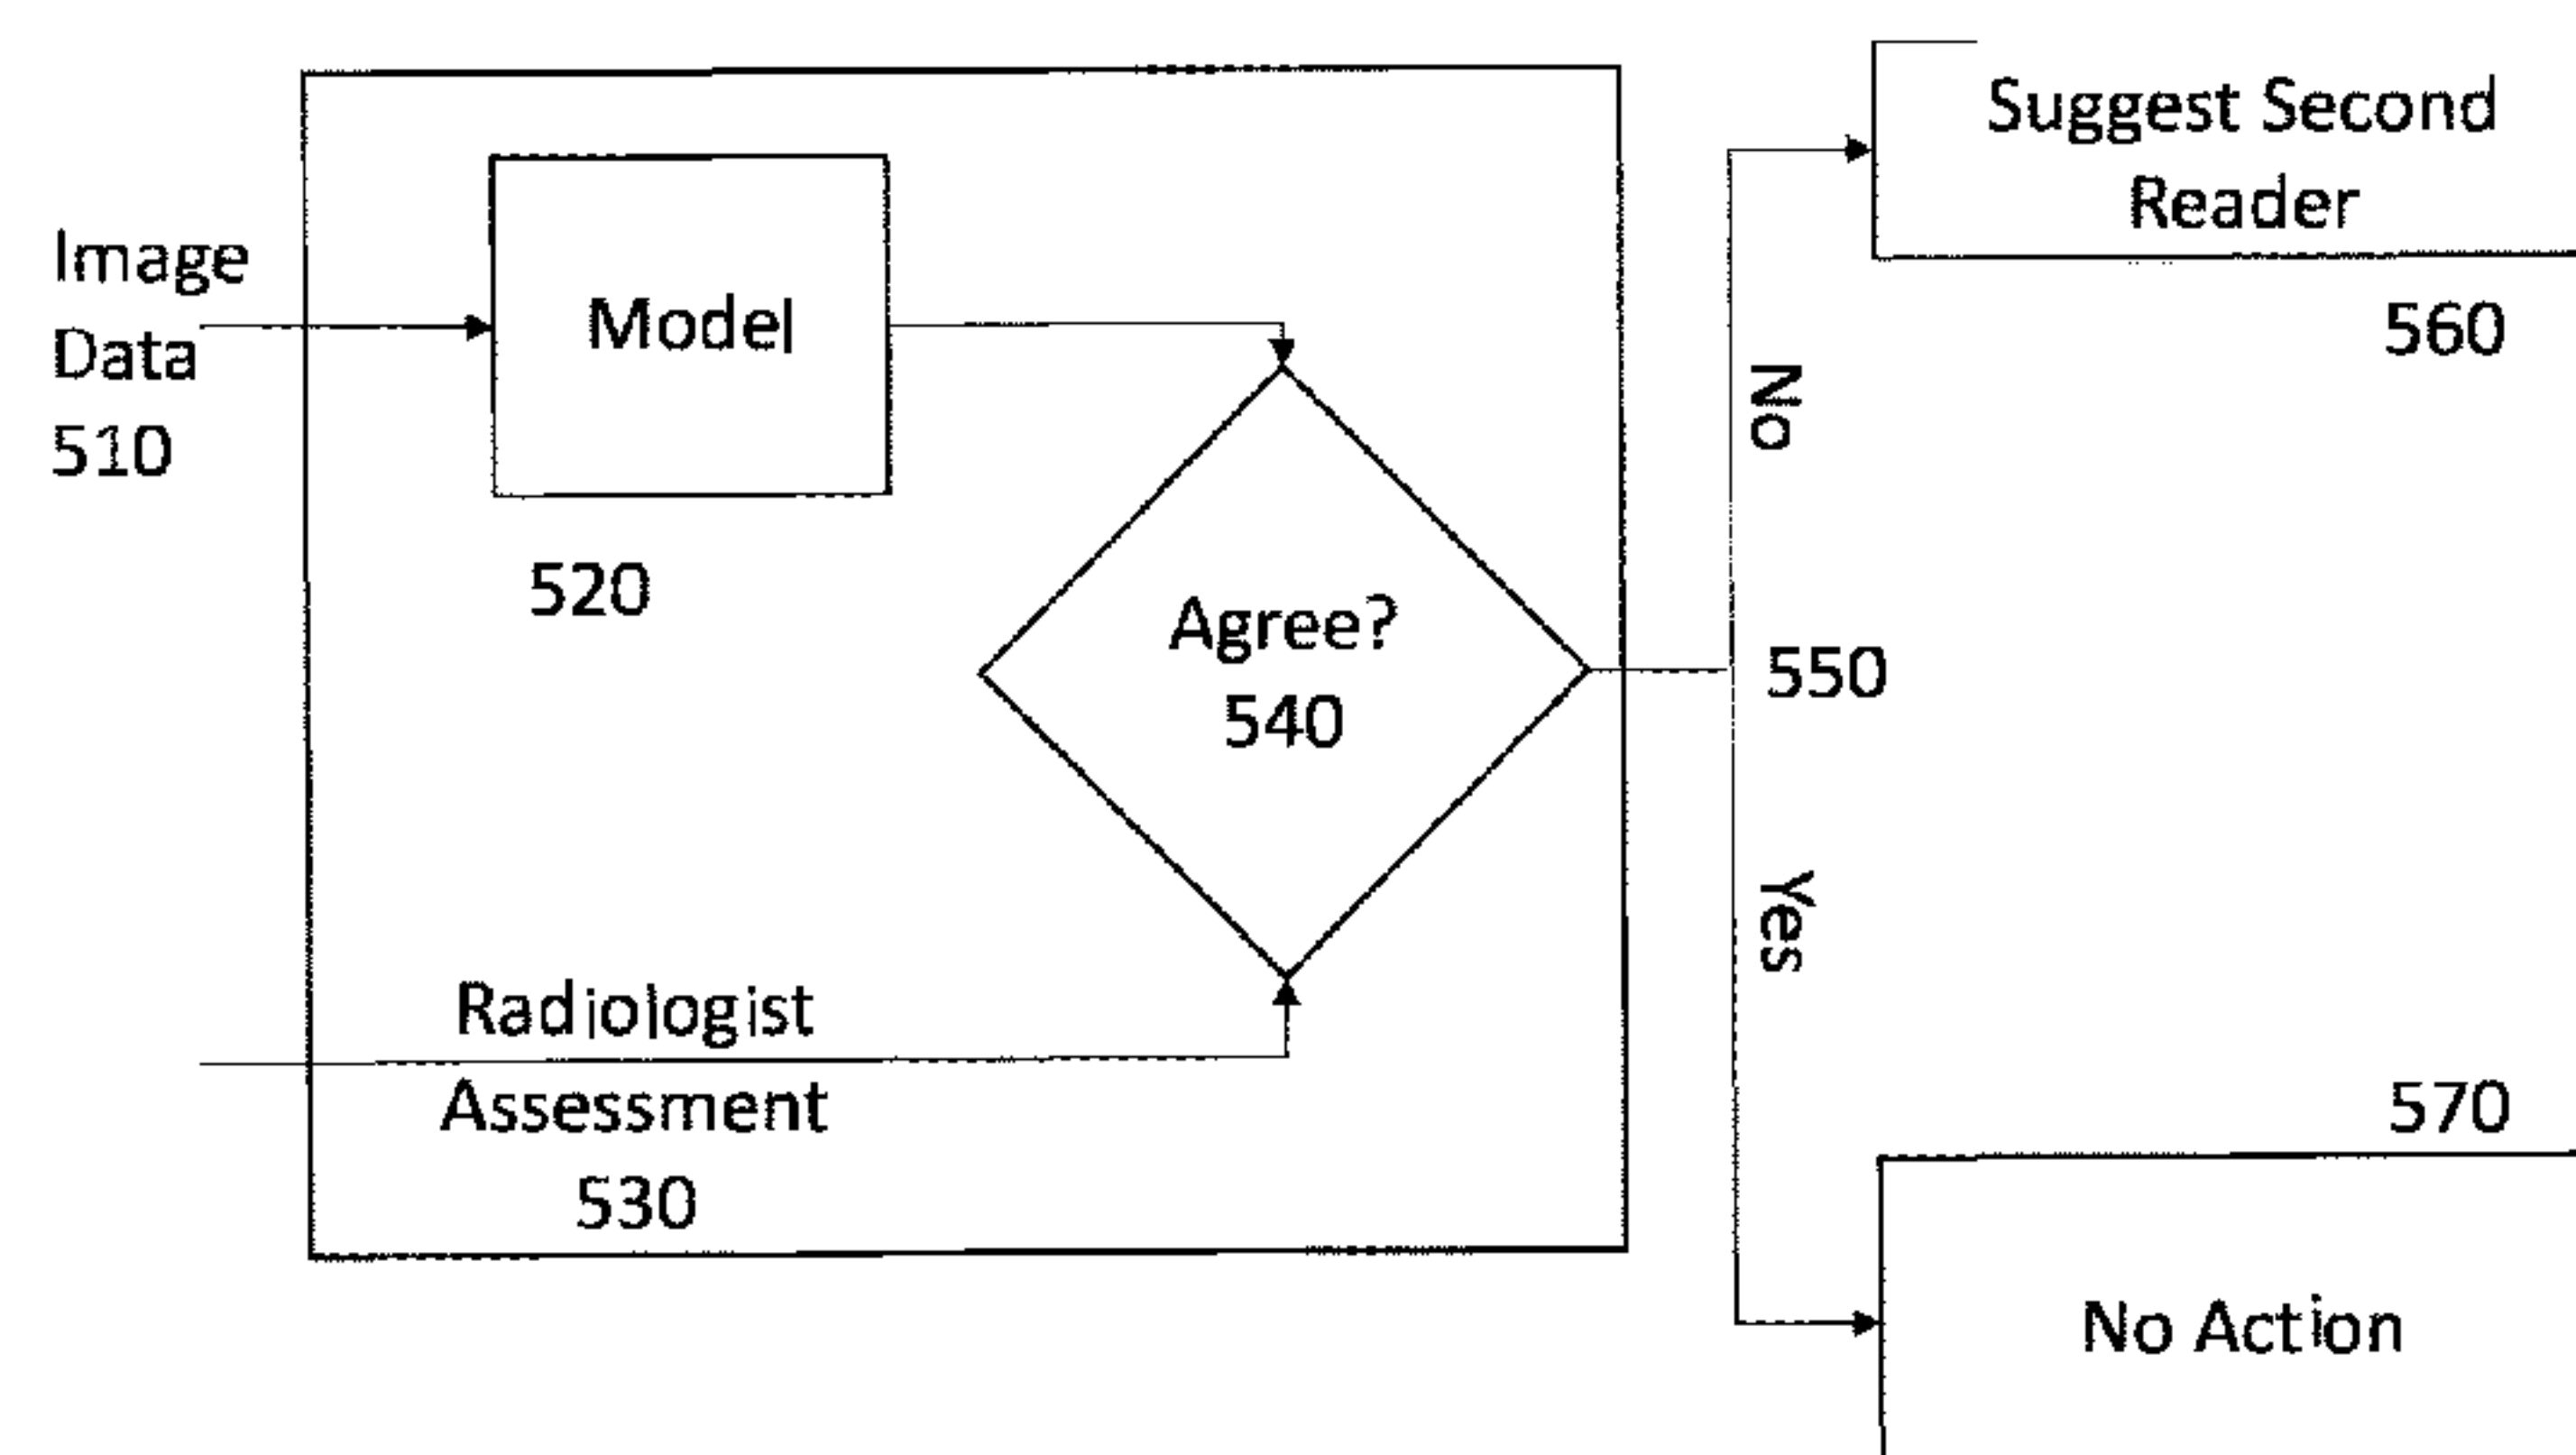 Image
Data
510
Model
520
Radiologist
Assessment
530
Agree?
540
No
550
Yes
Suggest Second
Reader
560
570
No Action